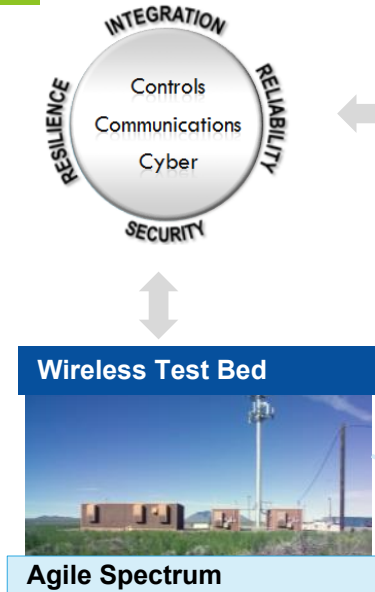 INTEGRATION
RESILIENCE
RELIABILITY
Controls
Communications
Cyber
SECURITY
Wireless Test Bed
Agile Spectrum